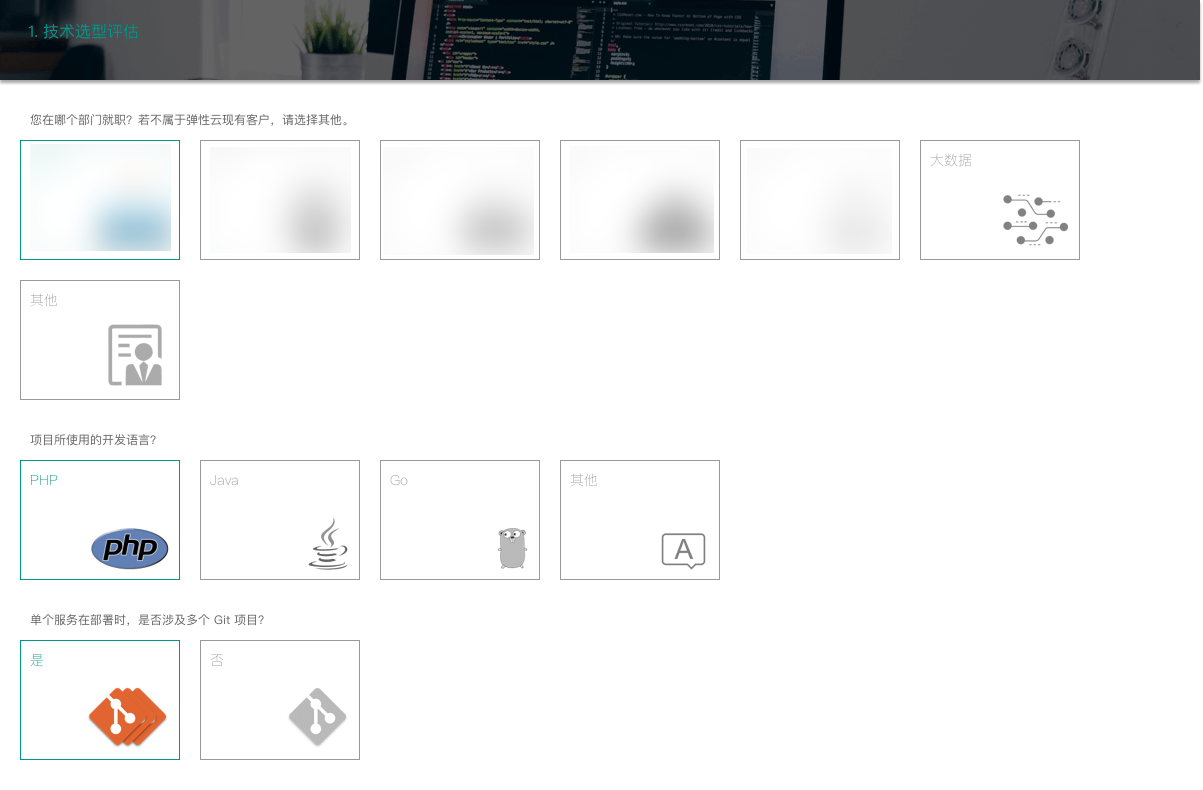 1. 技术选型评估
您在哪个部门就职？若不属于弹性云现有客户，请选择其他。
大数据
其他
项目所使用的开发语言？
PHP
Java
Go
其他
php
A
单个服务在部署时，是否涉及多个 Git 项目？
是
否